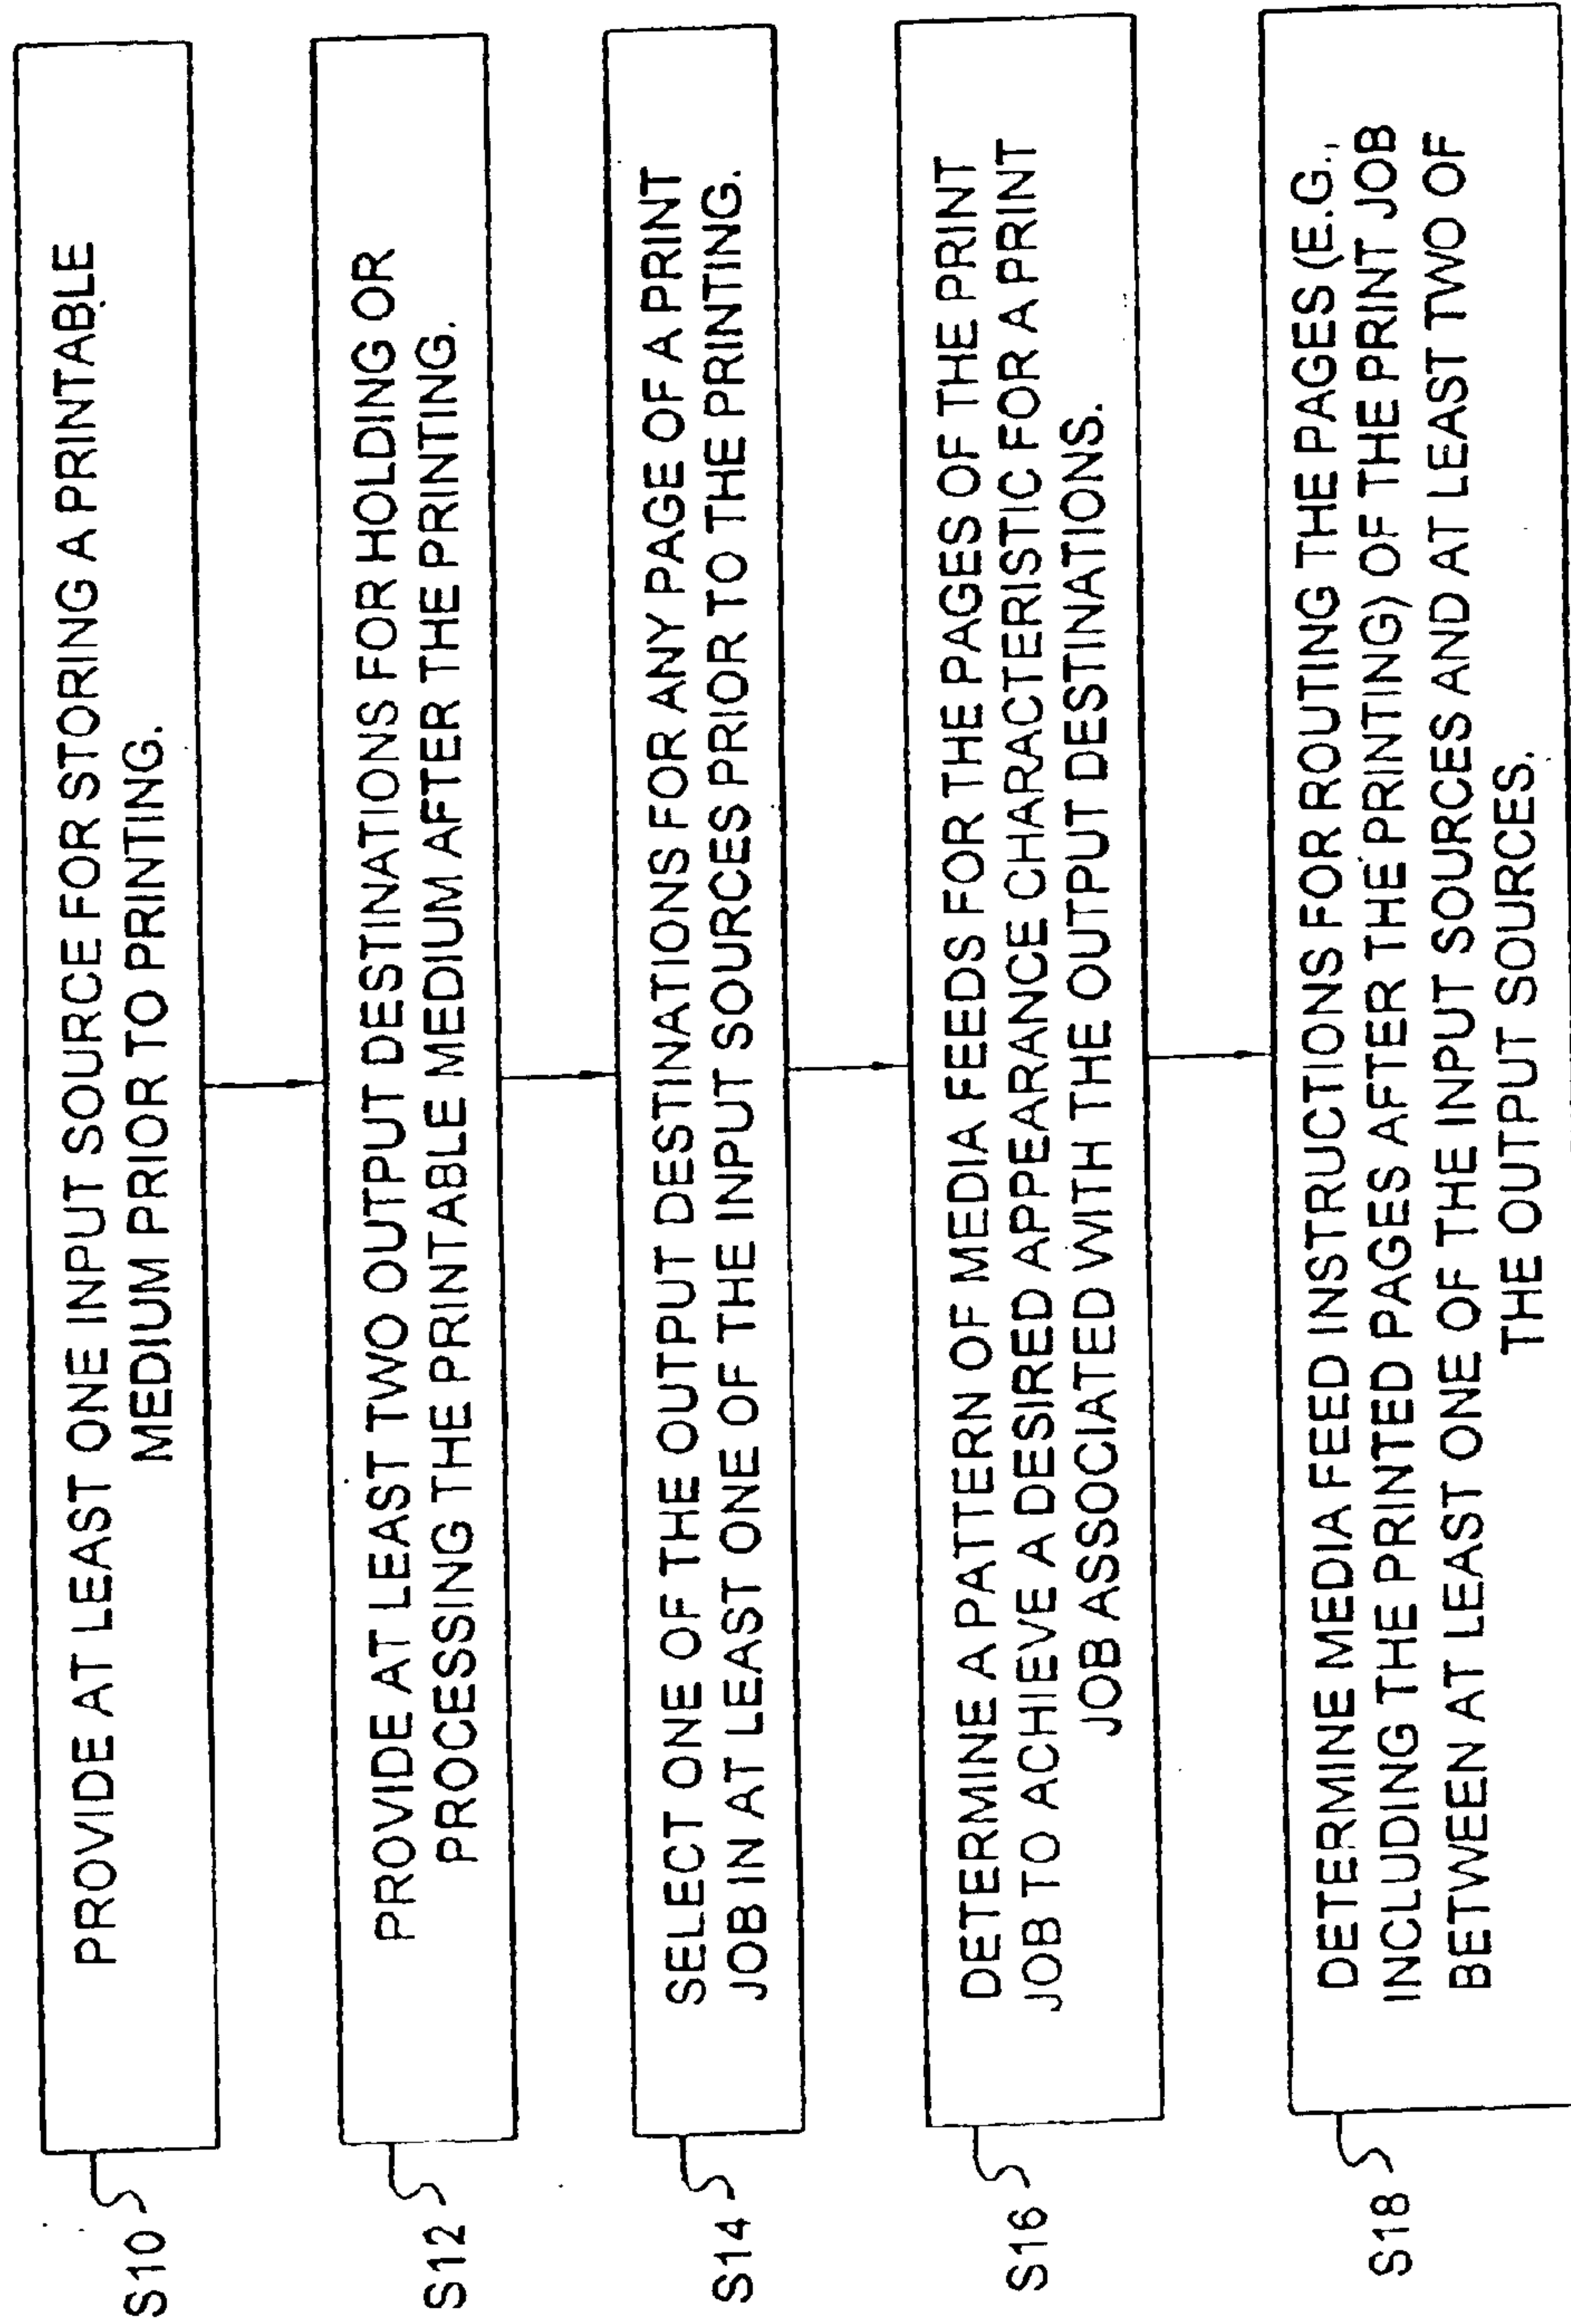 S10
PROVIDE AT LEAST ONE INPUT SOURCE FOR STORING A PRINTABLE
MEDIUM PRIOR TO PRINTING.
S12
PROVIDE AT LEAST TWO OUTPUT DESTINATIONS FOR HOLDING OR
PROCESSING THE PRINTABLE MEDIUM AFTER THE PRINTING.
S14
SELECT ONE OF THE OUTPUT DESTINATIONS FOR ANY PAGE OF A PRINT
JOB IN AT LEAST ONE OF THE INPUT SOURCES PRIOR TO THE PRINTING.
S16
DETERMINE A PATTERN OF MEDIA FEEDS FOR THE PAGES OF THE PRINT
JOB TO ACHIEVE A DESIRED APPEARANCE CHARACTERISTIC FOR A PRINT
JOB ASSOCIATED WITH THE OUTPUT DESTINATIONS.
S18
DETERMINE MEDIA FEED INSTRUCTIONS FOR ROUTING THE PAGES (E.G.,
INCLUDING THE PRINTED PAGES AFTER THE PRINTING) OF THE PRINT JOB
BETWEEN AT LEAST ONE OF THE INPUT SOURCES AND AT LEAST TWO OF
THE OUTPUT SOURCES.